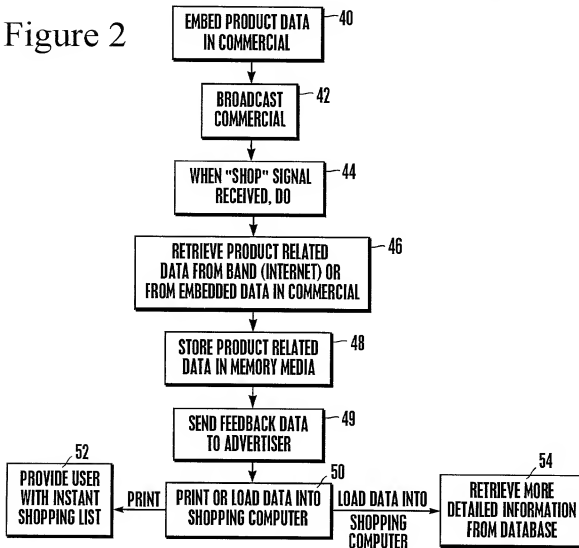 Figure 2
EMBED PRODUCT DATA
IN COMMERCIAL
40
BROADCAST
COMMERCIAL
42
WHEN "SHOP" SIGNAL
RECEIVED, DO
44
RETRIEVE PRODUCT RELATED
DATA FROM BAND (INTERNET) OR
FROM EMBEDDED DATA IN COMMERCIAL
46
STORE PRODUCT RELATED
DATA IN MEMORY MEDIA
48
SEND FEEDBACK DATA
TO ADVERTISER
49
52
PROVIDE USER
WITH INSTANT
SHOPPING LIST
PRINT
50
PRINT OR LOAD DATA INTO
SHOPPING COMPUTER
LOAD DATA INTO
SHOPPING
COMPUTER
54
RETRIEVE MORE
DETAILED INFORMATION
FROM DATABASE